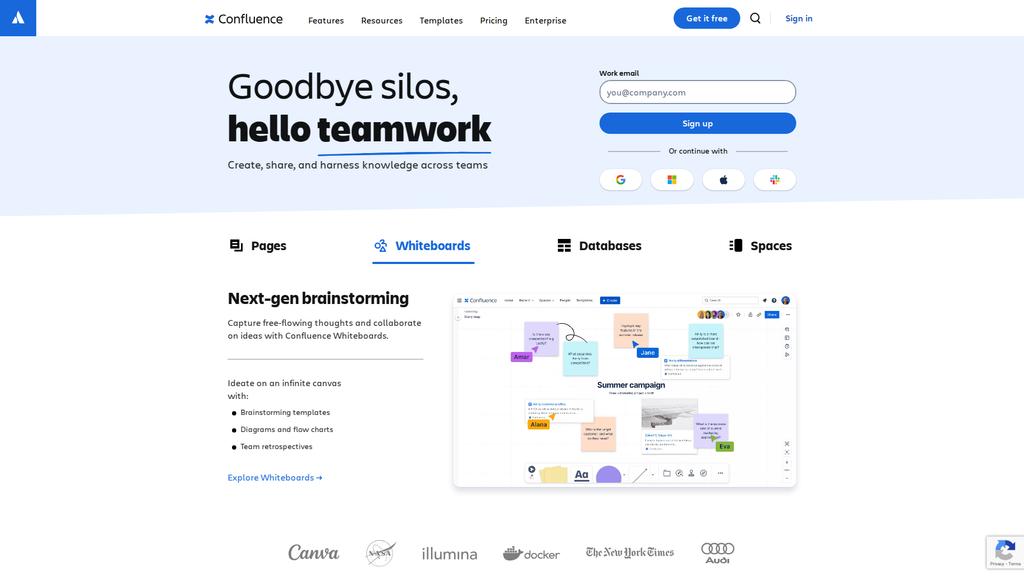 Confluence
Features
Resources
Templates
Pricing
Enterprise
Get it free
Sign in
Goodbye silos,
hello teamwork
Create, share, and harness knowledge across teams
Work email
you@company.com
Sign up
Or continue with
Pages
Whiteboards
Databases
Spaces
Next-gen brainstorming
Capture free-flowing thoughts and collaborate
on ideas with Confluence Whiteboards.
Ideate on an infinite canvas
with:
Brainstorming templates
Diagrams and flow charts
Team retrospectives
Explore Whiteboards →
Confluence
Templates
Create
Search
Share
Amar
Jane
Summer campaign
Alana
Eva
Aa
Canva
NASA
illumina
docker
The New York Times
Audi
Privacy - Terms